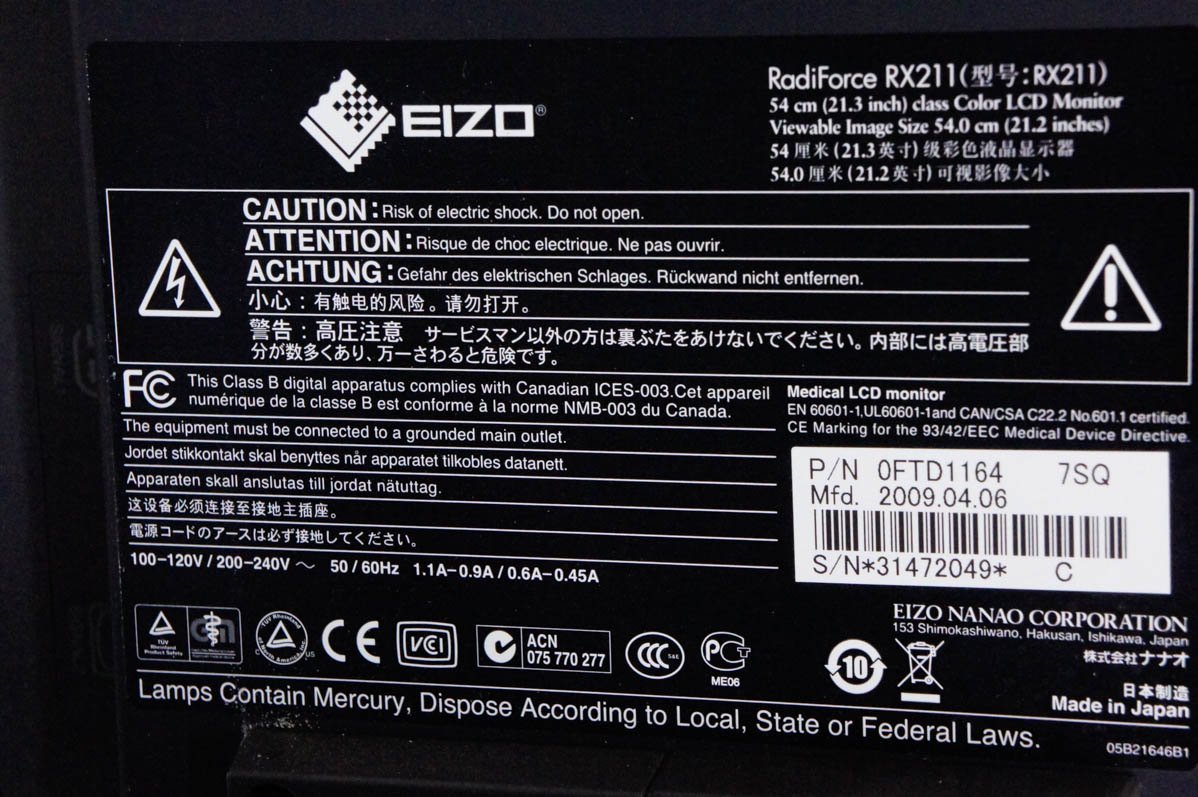 EIZO®
RadiForce RX211(型号:RX211)
54 cm (21.3 inch) class Color LCD Monitor
Viewable Image Size 54.0 cm (21.2 inches)
54 厘米(21.3英寸)级彩色液晶显示器
54.0 厘米(21.2英寸)可视影像大小
CAUTION : Risk of electric shock. Do not open.
ATTENTION : Risque de choc electrique. Ne pas ouvrir.
ACHTUNG : Gefahr des elektrischen Schlages. Rückwand nicht entfernen.
小心 : 有触电的风险。请勿打开。
警告 : 高圧注意 サービスマン以外の方は裏ぶたをあけないでください。内部には高電圧部
分が数多くあり、万一さわると危険です。
FC This Class B digital apparatus complies with Canadian ICES-003.Cet appareil
numérique de la classe B est conforme à la norme NMB-003 du Canada.
The equipment must be connected to a grounded main outlet.
Jordet stikkontakt skal benyttes når apparatet tilkobles datanett.
Apparaten skall anslutas till jordat nätuttag.
这设备必须连接至接地主插座。
電源コードのアースは必ず接地してください。
100-120V / 200-240V ～ 50 / 60Hz 1.1A-0.9A / 0.6A-0.45A
Medical LCD monitor
EN 60601-1,UL60601-1and CAN/CSA C22.2 No.601.1 certified.
CE Marking for the 93/42/EEC Medical Device Directive.
P/N 0FTD1164 7SQ
Mfd. 2009.04.06
S/N*31472049* C
EIZO NANAO CORPORATION
153 Shimokashiwano, Hakusan, Ishikawa, Japan
株式会社ナナオ
日本制造
Made in Japan
TÜV
Rheinland
Product Safety
TÜV Rheinland
of North America, Inc.
C US
CE
VCI
ACN
075 770 277
CCC S&E
PCT
ME06
10
Lamps Contain Mercury, Dispose According to Local, State or Federal Laws.
05B21646B1